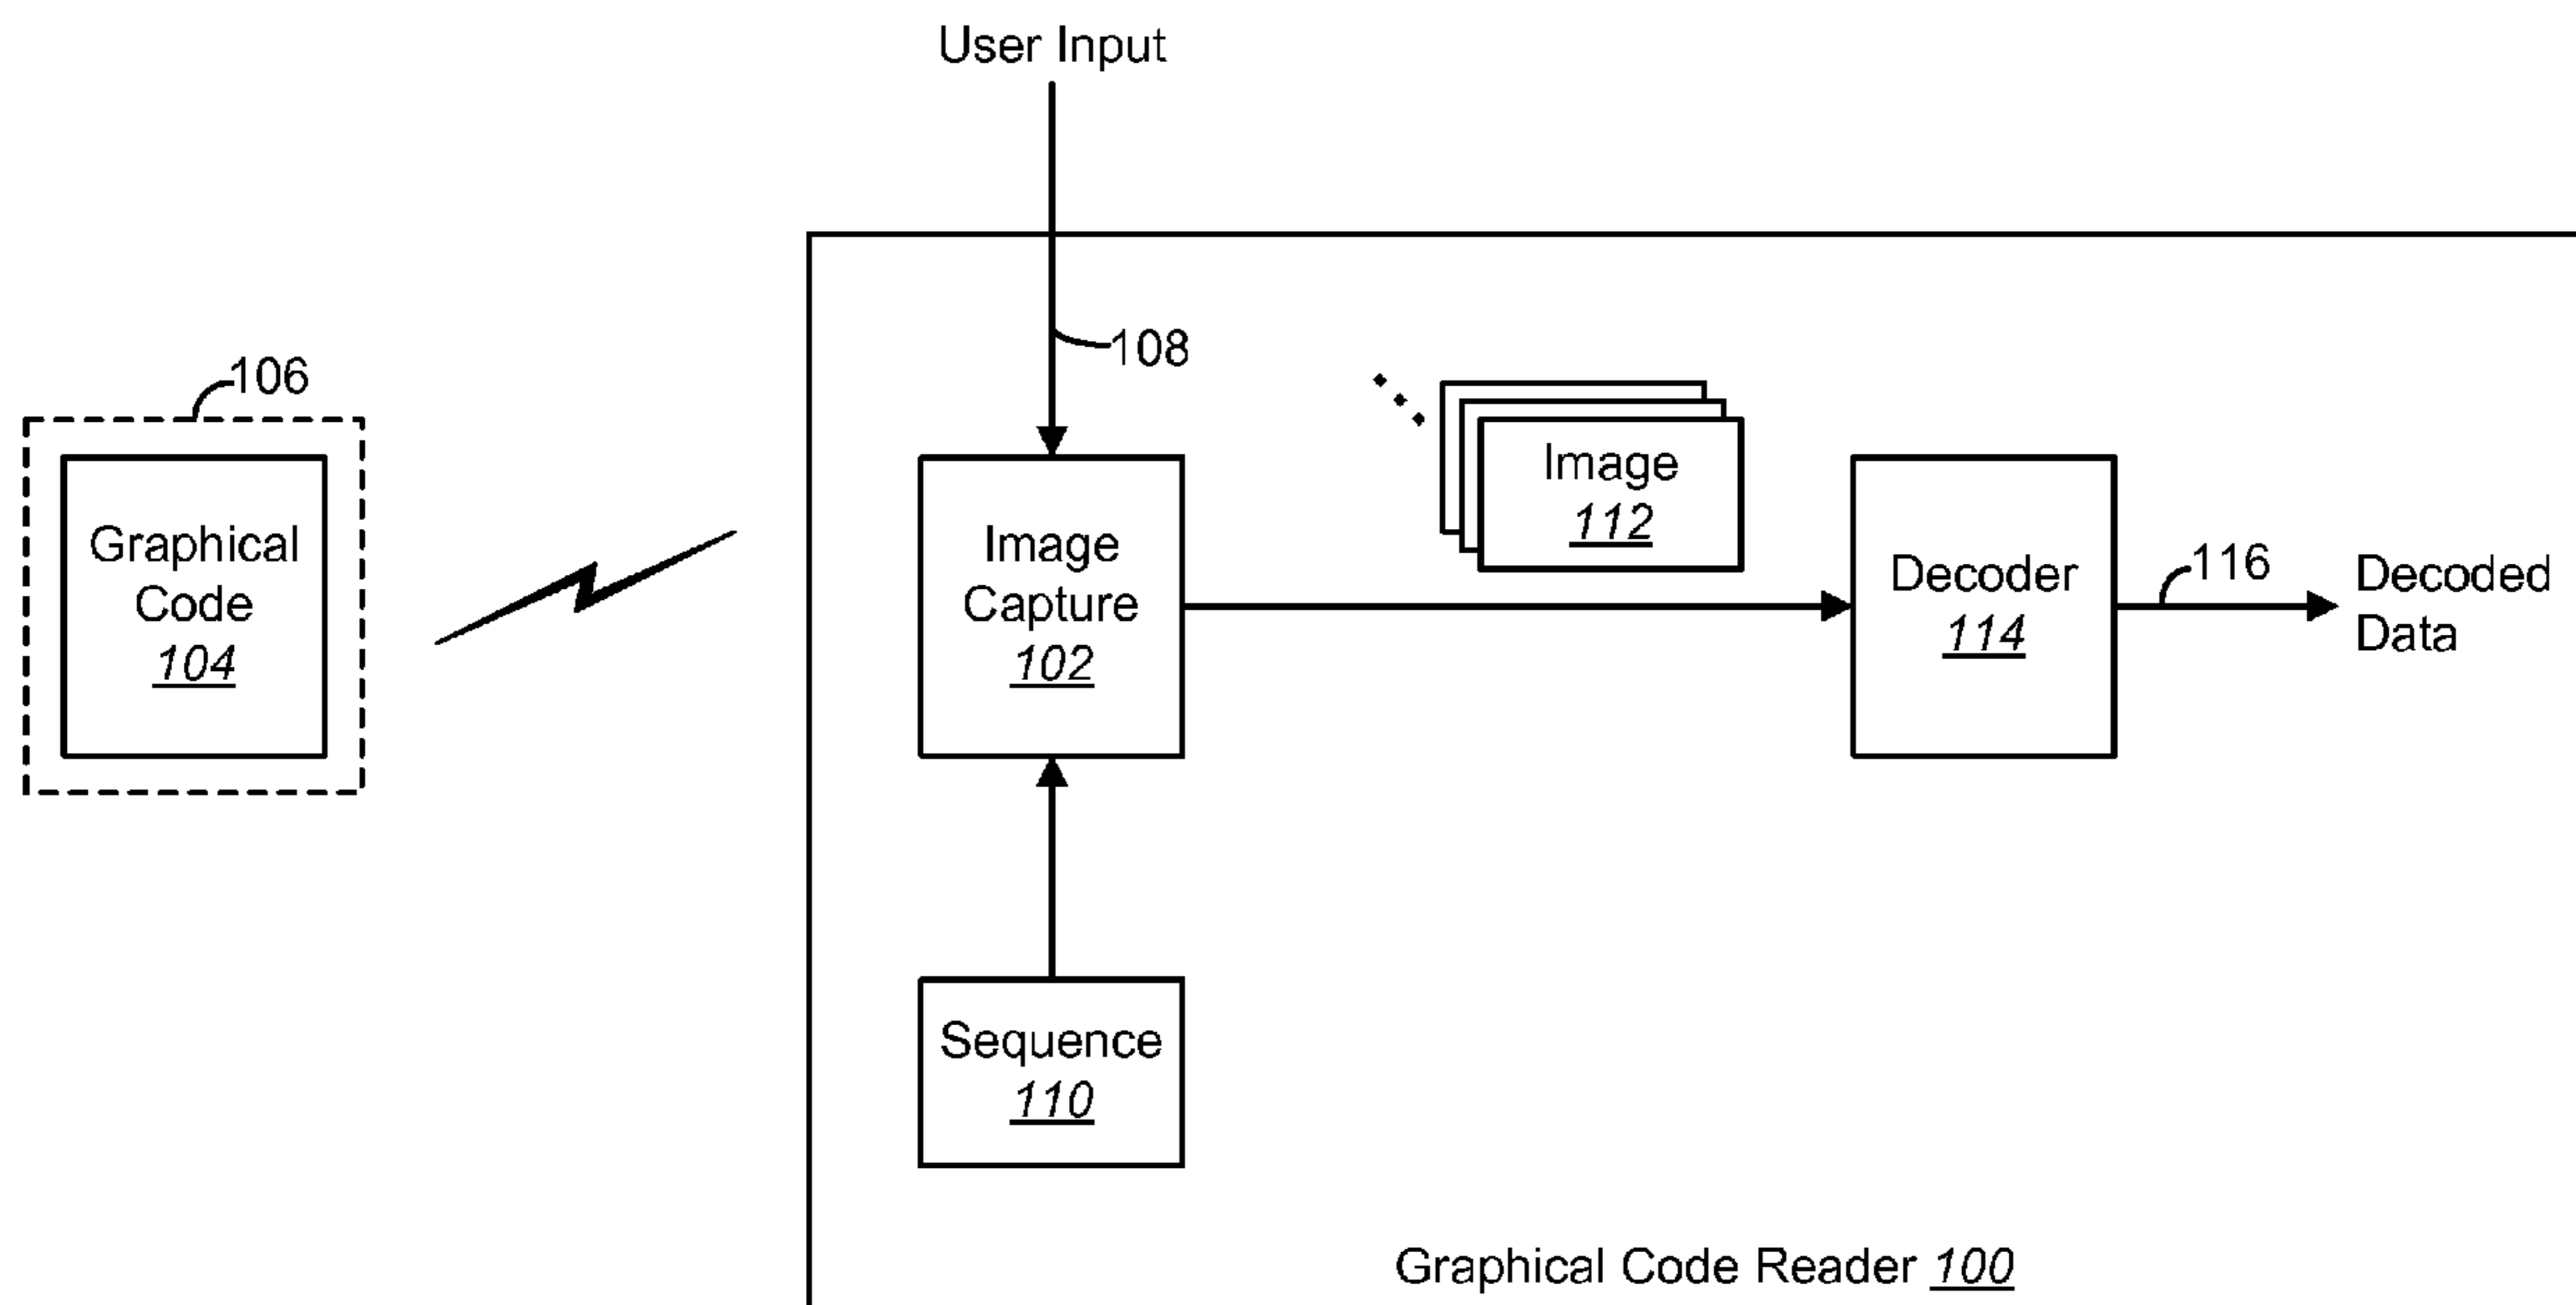 User Input
108
106
Graphical
Code
104
Image
Capture
102
Image
112
Decoder
114
116
Decoded
Data
Sequence
110
Graphical Code Reader 100